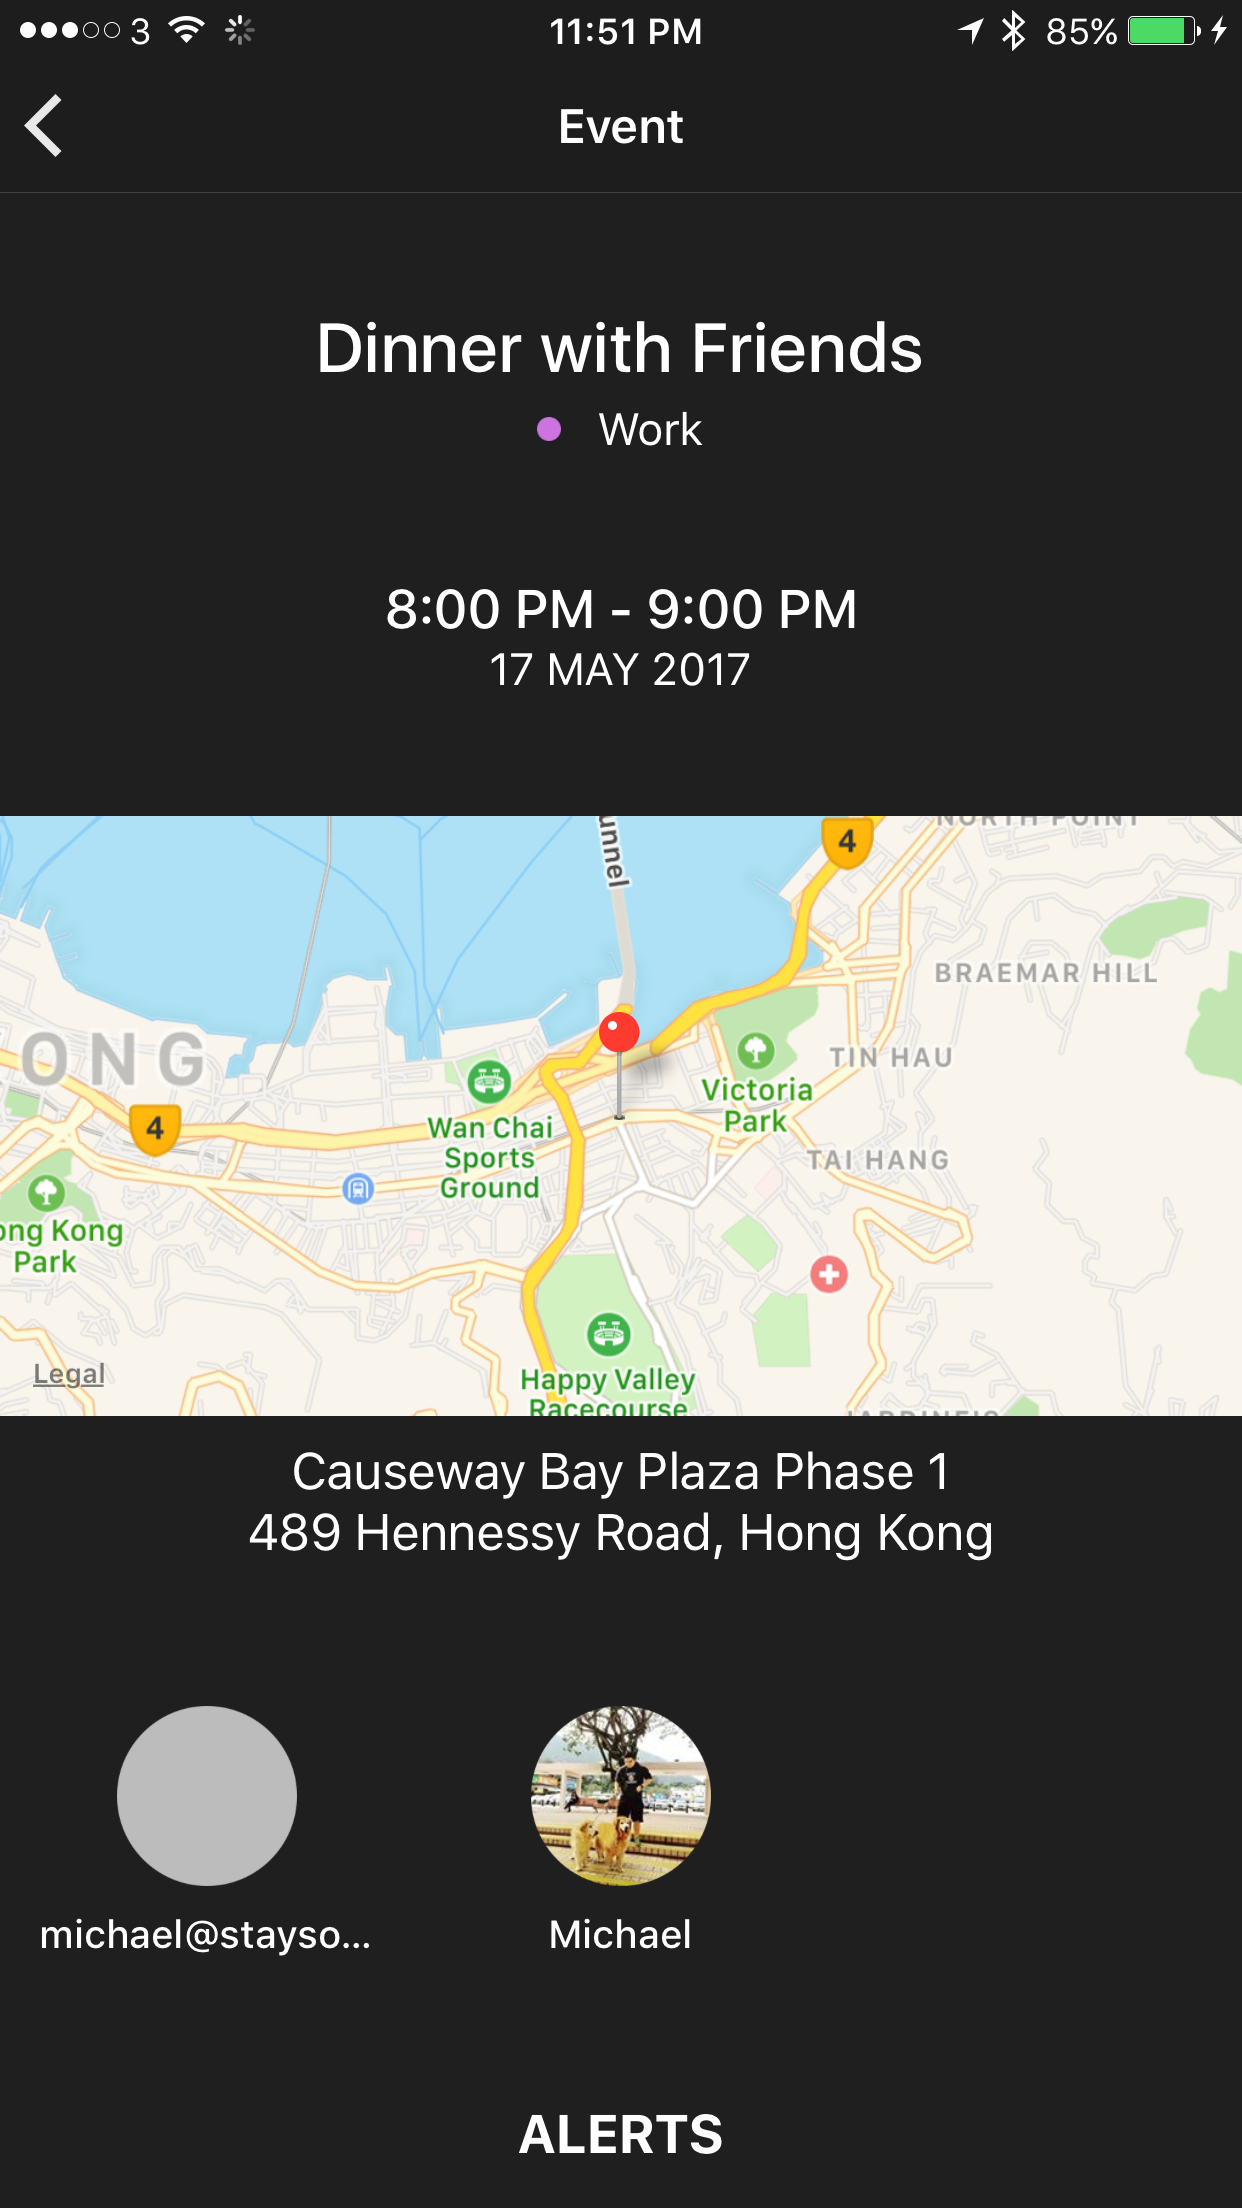 3
11:51 PM
85%
Event
Dinner with Friends
Work
8:00 PM - 9:00 PM
17 MAY 2017
unnel
4
NORTH POINT
BRAEMAR HILL
ONG
TIN HAU
Victoria
Park
4
Wan Chai
Sports
Ground
TAI HANG
ong Kong
Park
Legal
Happy Valley
Racecourse
Causeway Bay Plaza Phase 1
489 Hennessy Road, Hong Kong
michael@stayso...
Michael
ALERTS